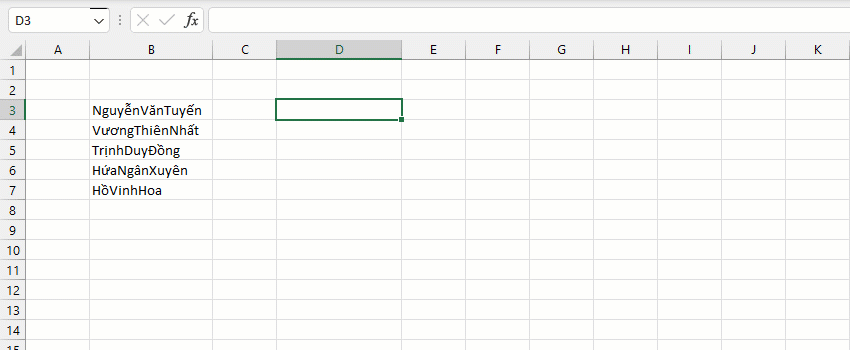 D3 fx
A B C D E F G H I J K
1
2
3 NguyễnVănTuyến
4 VươngThiênNhất
5 TrịnhDuyĐồng
6 HứaNgânXuyên
7 HồVinhHoa
8
9
10
11
12
13
14
15